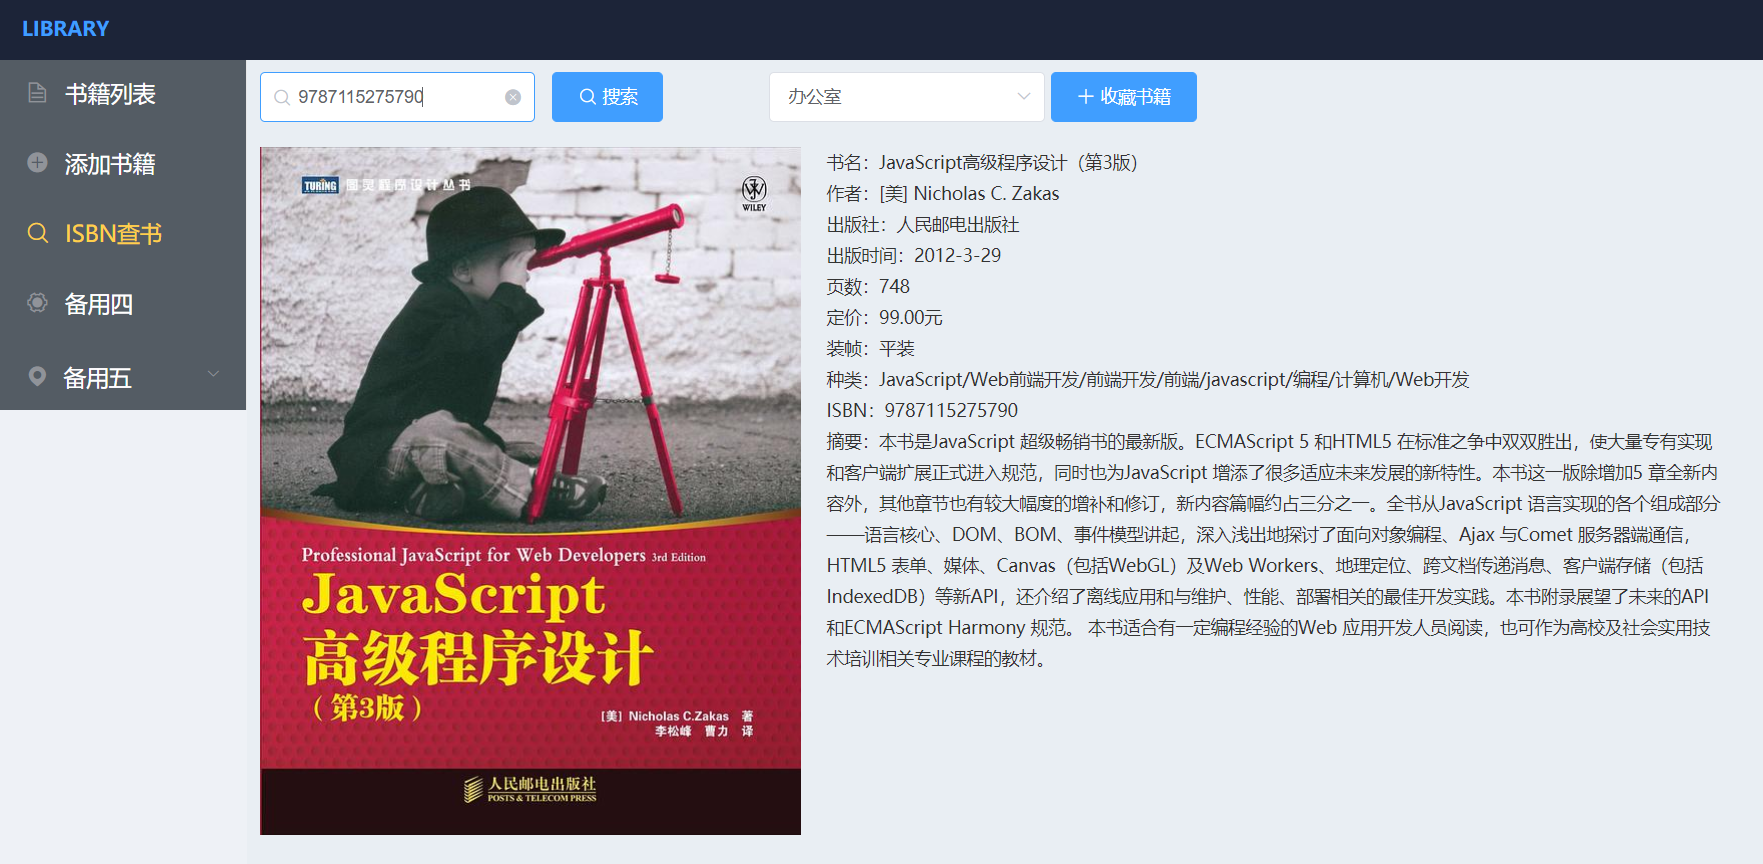 LIBRARY
书籍列表
添加书籍
ISBN查书
备用四
备用五
9787115275790
搜索
办公室
收藏书籍
TURING 图灵程序设计丛书
WILEY
Professional JavaScript for Web Developers 3rd Edition
JavaScript
高级程序设计
（第3版）
[美] Nicholas C.Zakas 著
李松峰 曹力 译
人民邮电出版社
POSTS & TELECOM PRESS
书名：JavaScript高级程序设计（第3版）
作者：[美] Nicholas C. Zakas
出版社：人民邮电出版社
出版时间：2012-3-29
页数：748
定价：99.00元
装帧：平装
种类：JavaScript/Web前端开发/前端开发/前端/javascript/编程/计算机/Web开发
ISBN：9787115275790
摘要：本书是JavaScript 超级畅销书的最新版。ECMAScript 5 和HTML5 在标准之争中双双胜出，使大量专有实现
和客户端扩展正式进入规范，同时也为JavaScript 增添了很多适应未来发展的新特性。本书这一版除增加5 章全新内
容外，其他章节也有较大幅度的增补和修订，新内容篇幅约占三分之一。全书从JavaScript 语言实现的各个组成部分
——语言核心、DOM、BOM、事件模型讲起，深入浅出地探讨了面向对象编程、Ajax 与Comet 服务器端通信，
HTML5 表单、媒体、Canvas（包括WebGL）及Web Workers、地理定位、跨文档传递消息、客户端存储（包括
IndexedDB）等新API，还介绍了离线应用和与维护、性能、部署相关的最佳开发实践。本书附录展望了未来的API
和ECMAScript Harmony 规范。 本书适合有一定编程经验的Web 应用开发人员阅读，也可作为高校及社会实用技
术培训相关专业课程的教材。